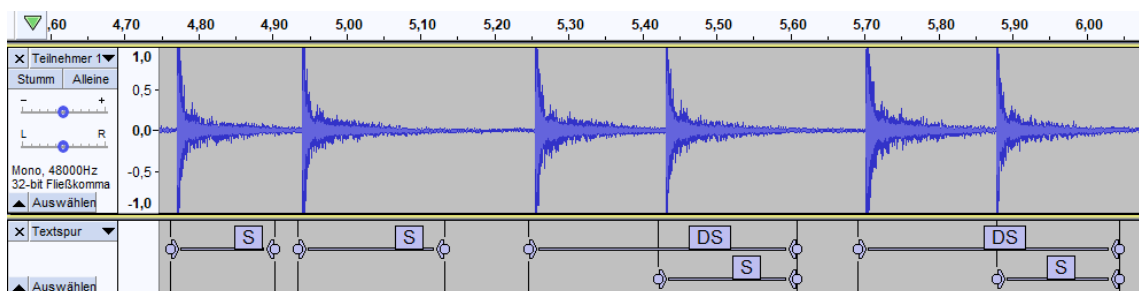 ,60 4,70 4,80 4,90 5,00 5,10 5,20 5,30 5,40 5,50 5,60 5,70 5,80 5,90 6,00
× Teilnehmer 1
Stumm Alleine
- +
L R
Mono, 48000Hz
32-bit Fließkomma
Auswählen
1,0
0,5-
0,0-
-0,5-
-1,0
× Textspur
Auswählen
S S DS DS
S S